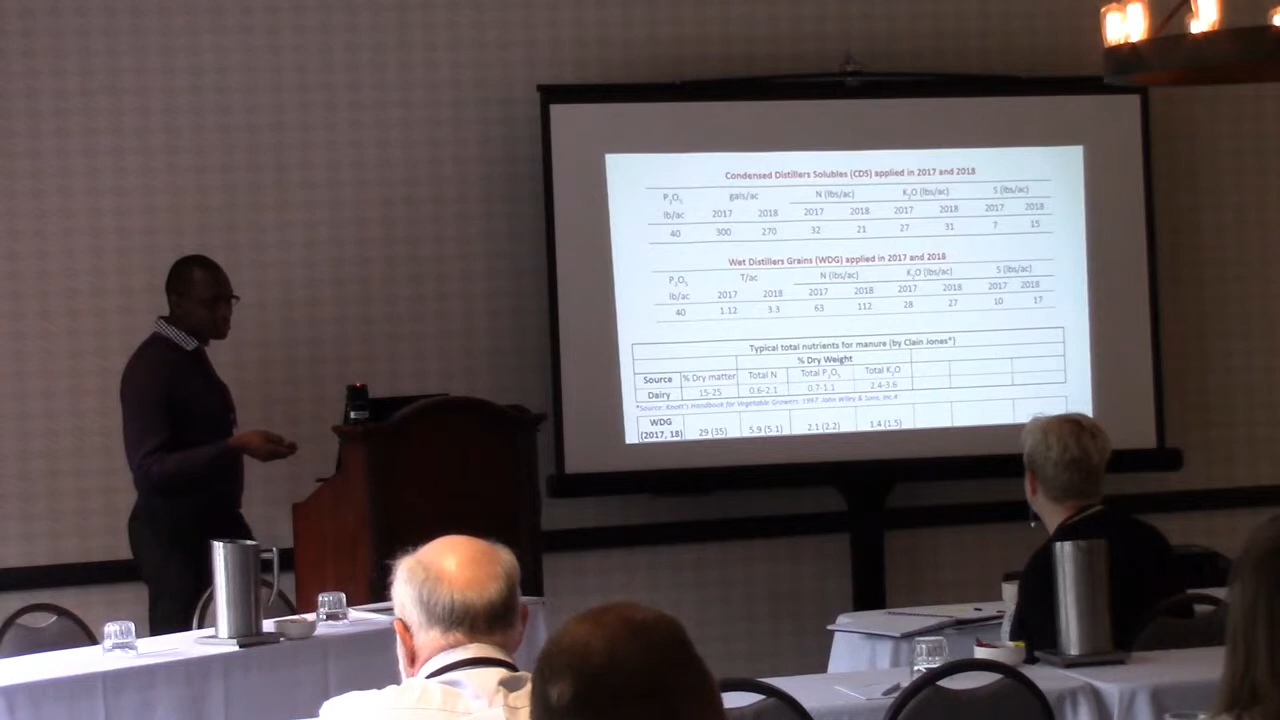 Condensed Distillers Solubles (CDS) applied in 2017 and 2018
P₂O₅ gals/ac N (lbs/ac) K₂O (lbs/ac) S (lbs/ac)
lb/ac 2017 2018 2017 2018 2017 2018 2017 2018
40 300 270 32 21 27 31 7 15
Wet Distillers Grains (WDG) applied in 2017 and 2018
P₂O₅ T/ac N (lbs/ac) K₂O (lbs/ac) S (lbs/ac)
lb/ac 2017 2018 2017 2018 2017 2018 2017 2018
40 1.12 3.3 63 112 28 27 10 17
Typical total nutrients for manure (by Clain Jones*)
% Dry Weight
Source % Dry matter Total N Total P₂O₅ Total K₂O
Dairy 15-25 0.6-2.1 0.7-1.1 2.4-3.6
*Source: Knott's Handbook for Vegetable Growers. 1997 John Wiley & Sons, Inc.
WDG
(2017, 18) 29 (35) 5.9 (5.1) 2.1 (2.2) 1.4 (1.5)